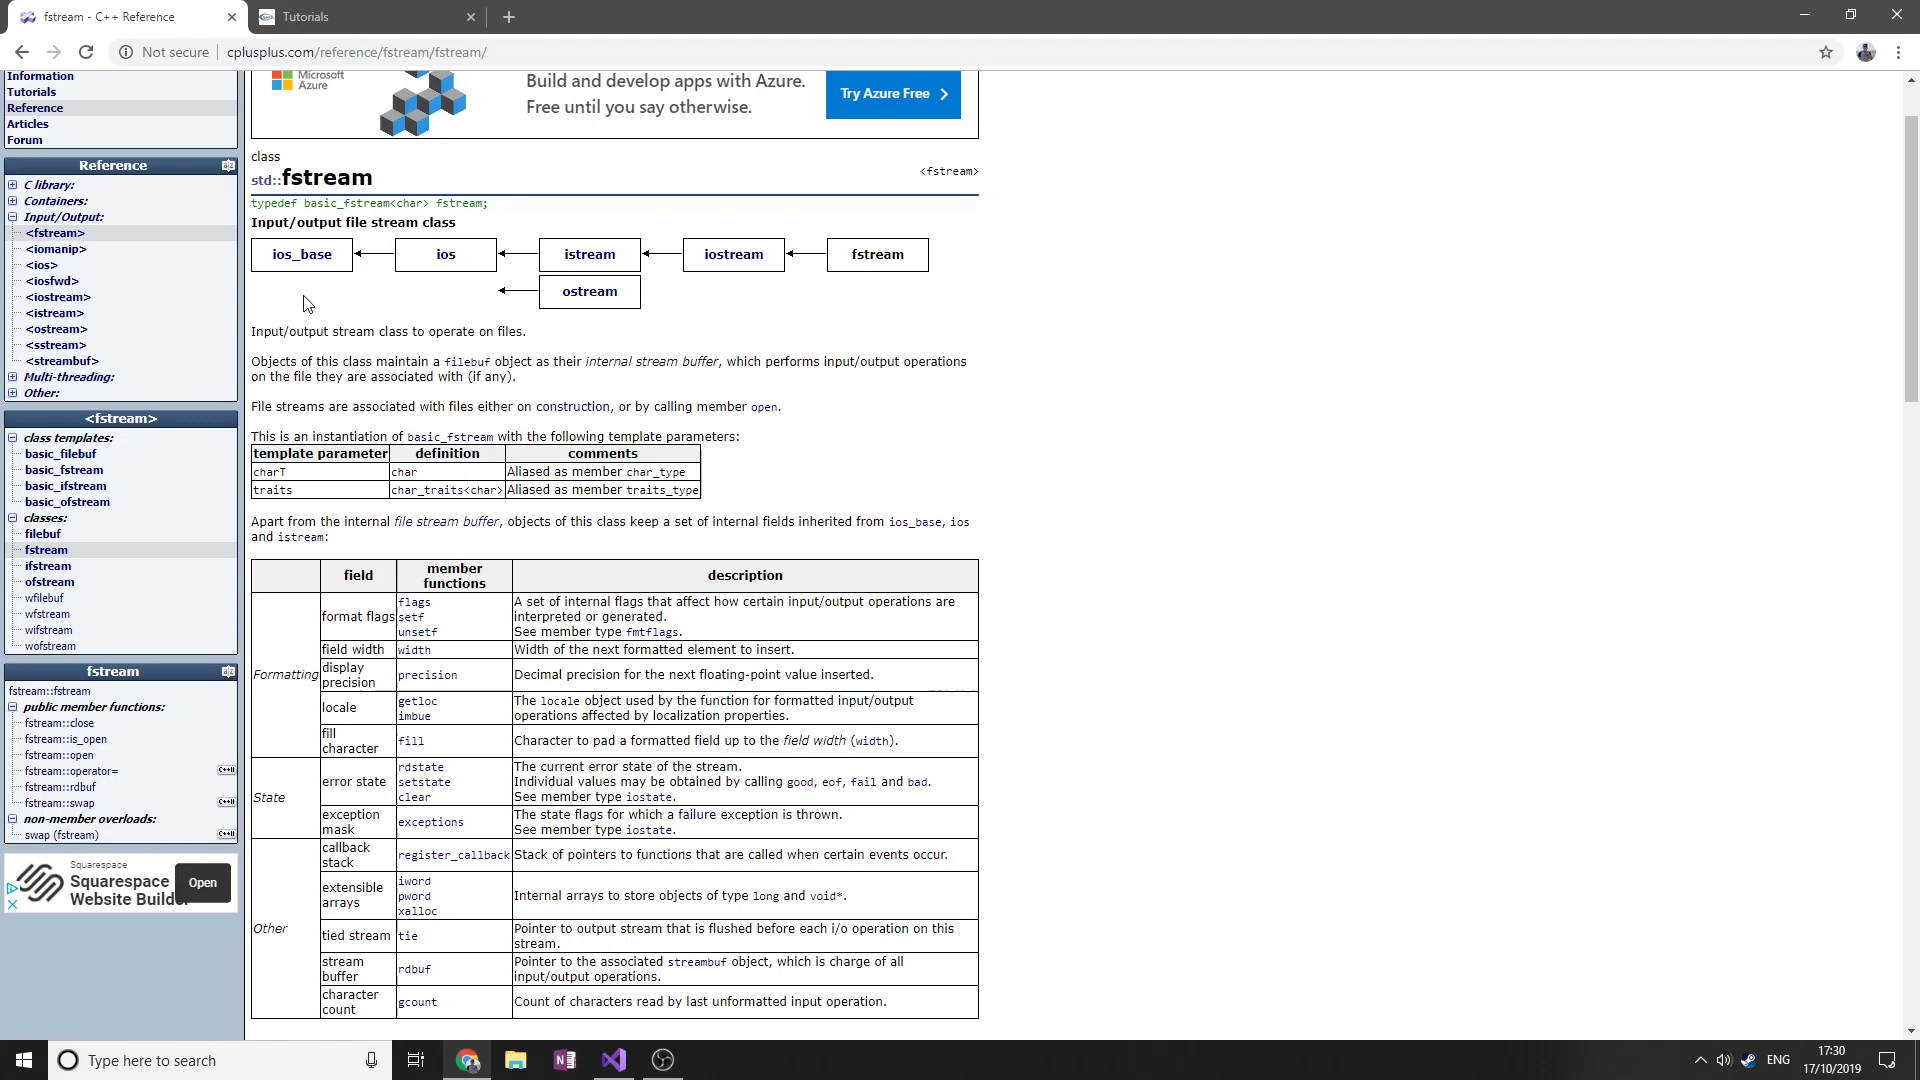 fstream - C++ Reference
Tutorials
Not secure
cplusplus.com/reference/fstream/fstream/
Information
Tutorials
Reference
Articles
Forum
Reference
C library:
Containers:
Input/Output:
<fstream>
<iomanip>
<ios>
<iosfwd>
<iostream>
<istream>
<ostream>
<sstream>
<streambuf>
Multi-threading:
Other:
<fstream>
class templates:
basic_filebuf
basic_fstream
basic_ifstream
basic_ofstream
classes:
filebuf
fstream
ifstream
ofstream
wfilebuf
wfstream
wifstream
wofstream
fstream
fstream::fstream
public member functions:
fstream::close
fstream::is_open
fstream::open
fstream::operator= C++11
fstream::rdbuf
fstream::swap C++11
non-member overloads:
swap (fstream) C++11
Squarespace
Squarespace
Website Builder
Open
Microsoft
Azure
Build and develop apps with Azure.
Free until you say otherwise.
Try Azure Free
class
<fstream>
std::fstream
typedef basic_fstream<char> fstream;
Input/output file stream class
ios_base ios istream iostream fstream
ostream
Input/output stream class to operate on files.
Objects of this class maintain a filebuf object as their internal stream buffer, which performs input/output operations
on the file they are associated with (if any).
File streams are associated with files either on construction, or by calling member open.
This is an instantiation of basic_fstream with the following template parameters:
template parameter definition comments
charT char Aliased as member char_type
traits char_traits<char> Aliased as member traits_type
Apart from the internal file stream buffer, objects of this class keep a set of internal fields inherited from ios_base, ios
and istream:
field member functions description
Formatting
format flags
flags
setf
unsetf
A set of internal flags that affect how certain input/output operations are
interpreted or generated.
See member type fmtflags.
field width width Width of the next formatted element to insert.
display
precision
precision Decimal precision for the next floating-point value inserted.
locale
getloc
imbue
The locale object used by the function for formatted input/output
operations affected by localization properties.
fill
character
fill Character to pad a formatted field up to the field width (width).
State
error state
rdstate
setstate
clear
The current error state of the stream.
Individual values may be obtained by calling good, eof, fail and bad.
See member type iostate.
exception
mask
exceptions
The state flags for which a failure exception is thrown.
See member type iostate.
Other
callback
stack
register_callback Stack of pointers to functions that are called when certain events occur.
extensible
arrays
iword
pword
xalloc
Internal arrays to store objects of type long and void*.
tied stream tie
Pointer to output stream that is flushed before each i/o operation on this
stream.
stream
buffer
rdbuf
Pointer to the associated streambuf object, which is charge of all
input/output operations.
character
count
gcount Count of characters read by last unformatted input operation.
Type here to search
ENG
17:30
17/10/2019